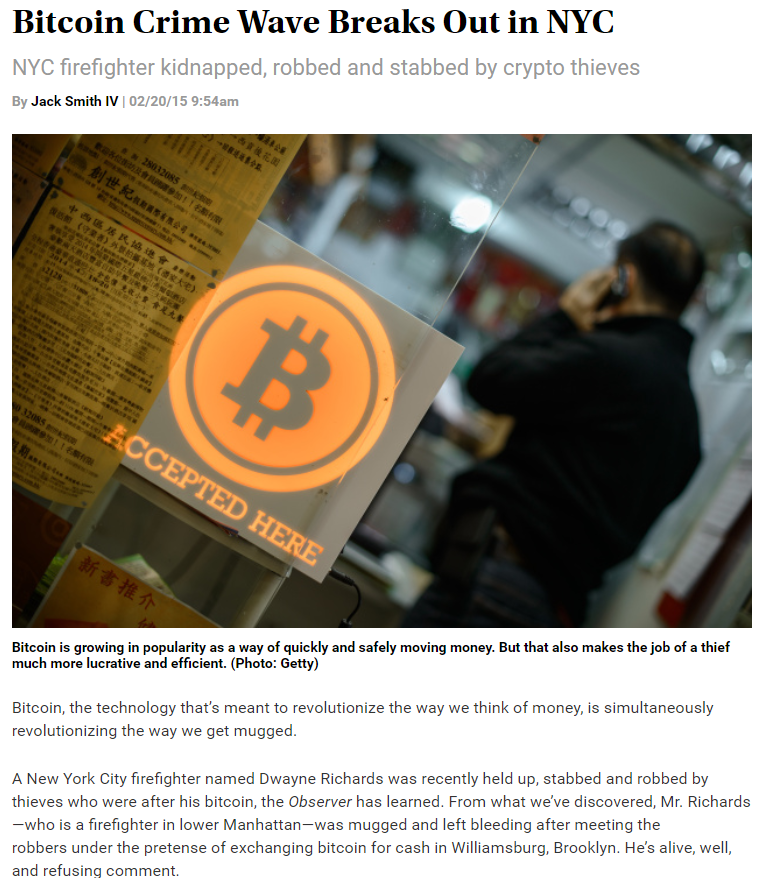 Bitcoin Crime Wave Breaks Out in NYC
NYC firefighter kidnapped, robbed and stabbed by crypto thieves
By Jack Smith IV | 02/20/15 9:54am
28032085
創世紀
中西區居民協進會
ACCEPTED HERE
新書推介
Bitcoin is growing in popularity as a way of quickly and safely moving money. But that also makes the job of a thief
much more lucrative and efficient. (Photo: Getty)
Bitcoin, the technology that’s meant to revolutionize the way we think of money, is simultaneously
revolutionizing the way we get mugged.
A New York City firefighter named Dwayne Richards was recently held up, stabbed and robbed by
thieves who were after his bitcoin, the Observer has learned. From what we’ve discovered, Mr. Richards
—who is a firefighter in lower Manhattan—was mugged and left bleeding after meeting the
robbers under the pretense of exchanging bitcoin for cash in Williamsburg, Brooklyn. He’s alive, well,
and refusing comment.